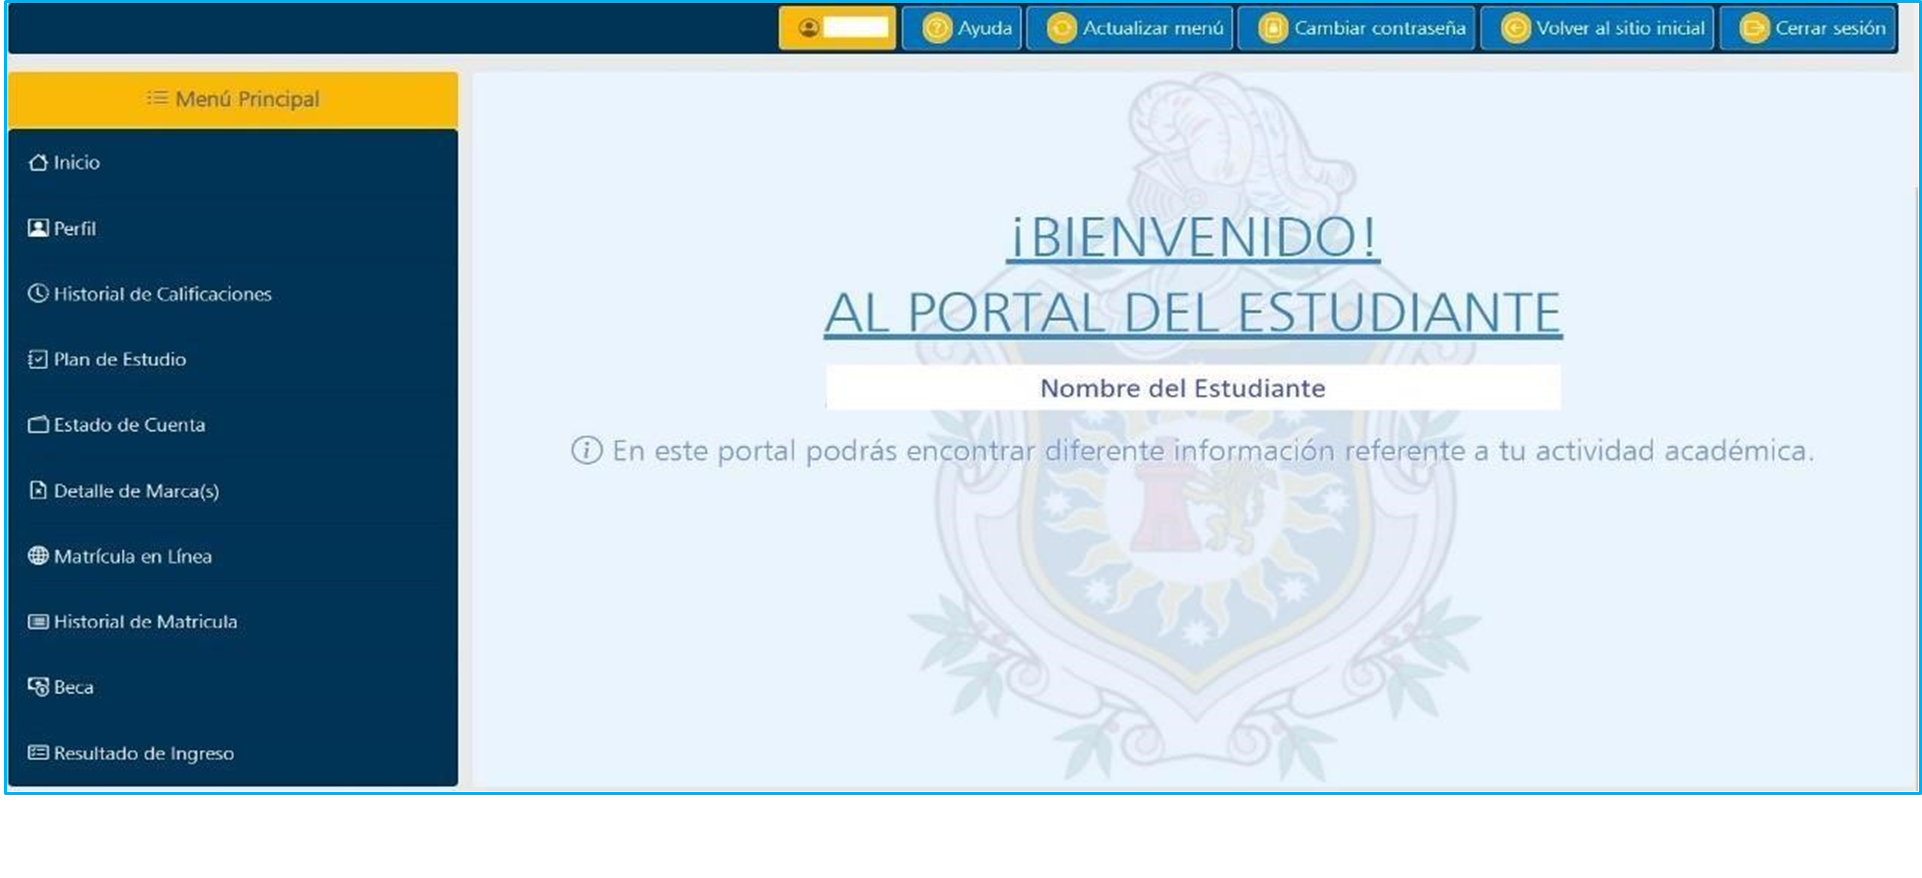 Ayuda
Actualizar menú
Cambiar contraseña
Volver al sitio inicial
Cerrar sesión
Menú Principal
Inicio
Perfil
Historial de Calificaciones
Plan de Estudio
Estado de Cuenta
Detalle de Marca(s)
Matrícula en Línea
Historial de Matricula
Beca
Resultado de Ingreso
¡BIENVENIDO!
AL PORTAL DEL ESTUDIANTE
Nombre del Estudiante
En este portal podrás encontrar diferente información referente a tu actividad académica.